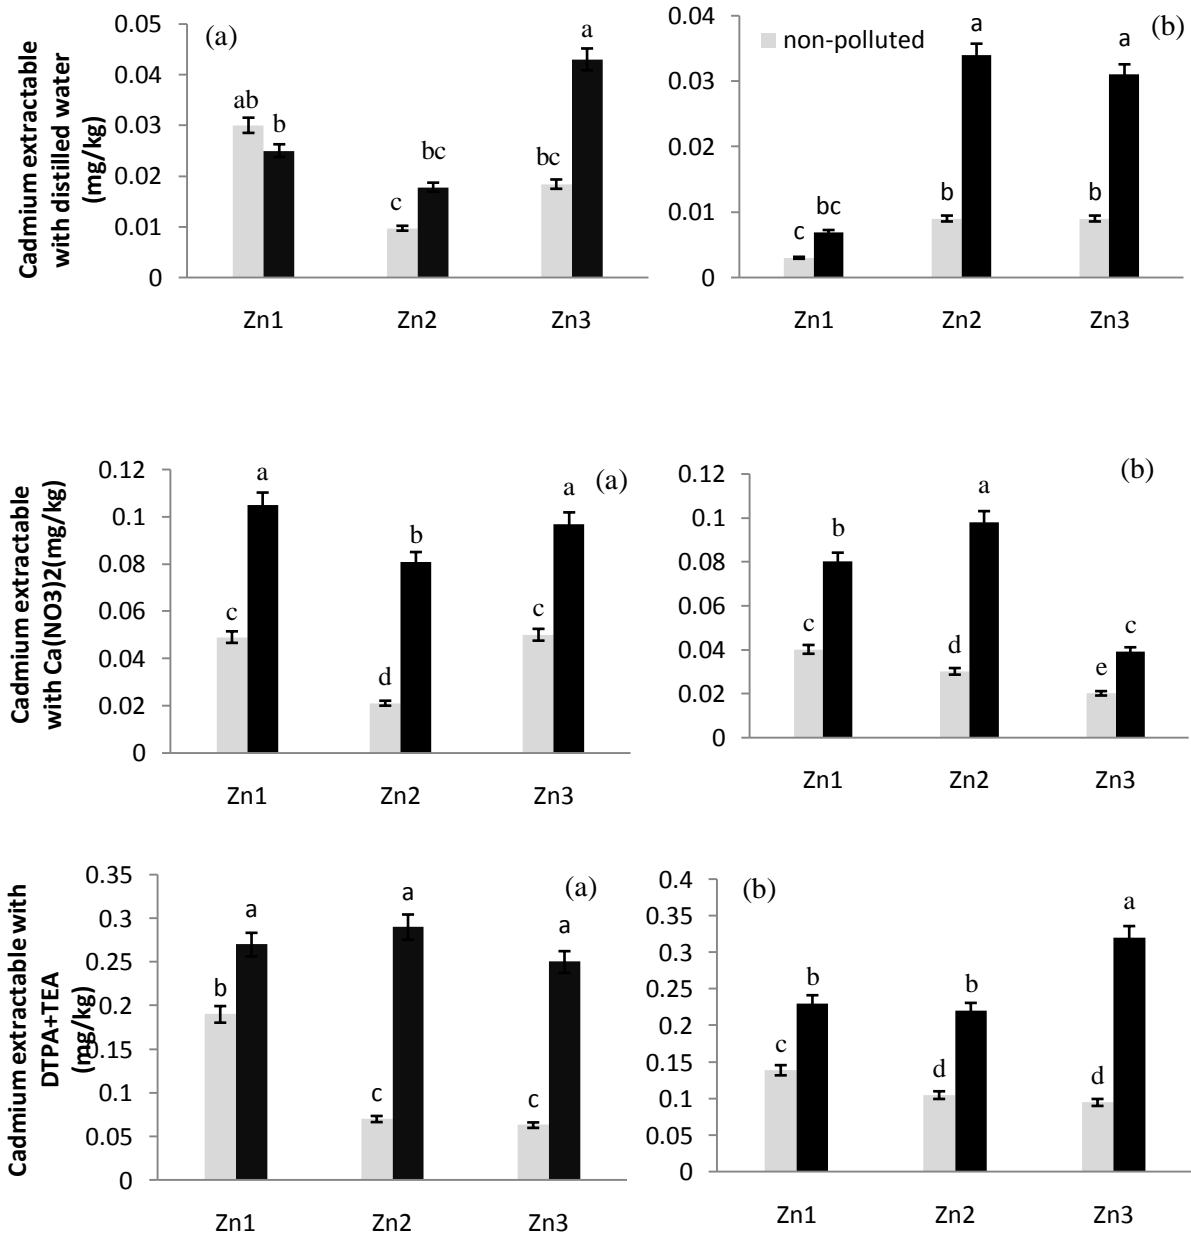 Cadmium extractable
with distilled water
(mg/kg)
0.05
0.04
0.03
0.02
0.01
0
(a)
ab
b
c
bc
bc
a
Zn1
Zn2
Zn3
0.04
0.03
0.02
0.01
0
non-polluted
(b)
c
bc
b
a
b
a
Zn1
Zn2
Zn3
Cadmium extractable
with Ca(NO3)2(mg/kg)
0.12
0.1
0.08
0.06
0.04
0.02
0
(a)
c
a
d
b
c
a
Zn1
Zn2
Zn3
0.12
0.1
0.08
0.06
0.04
0.02
0
(b)
c
b
d
a
e
c
Zn1
Zn2
Zn3
Cadmium extractable with
DTPA+TEA
(mg/kg)
0.35
0.3
0.25
0.2
0.15
0.1
0.05
0
(a)
b
a
c
a
c
a
Zn1
Zn2
Zn3
0.4
0.35
0.3
0.25
0.2
0.15
0.1
0.05
0
(b)
c
b
d
b
d
a
Zn1
Zn2
Zn3